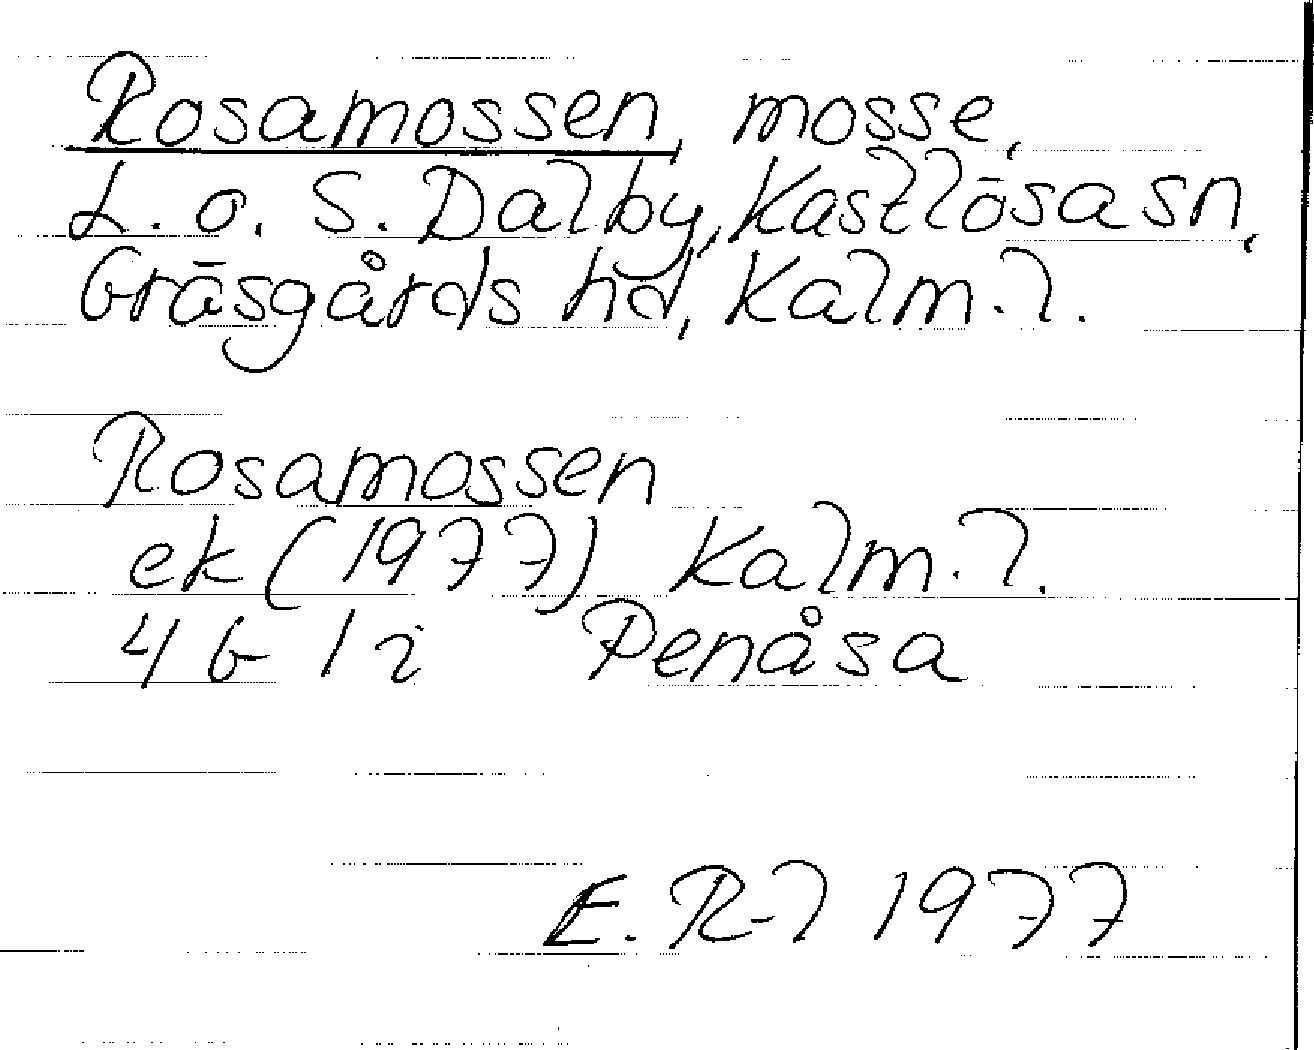 Rosamossen, mosse,
L. o. S. Dalby, Kastlösa sn,
Gräsgårds hd, Kalm. l.
Rosamossen
ek (1977) Kalm. l.
4 G 1 i Penåsa
E. R-l 1977